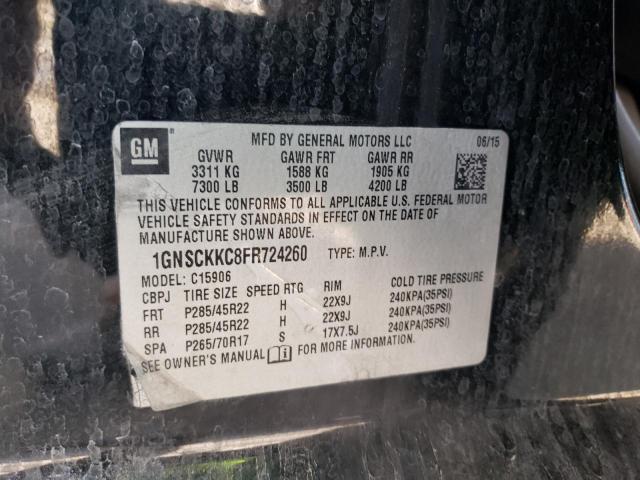 GM
MFD BY GENERAL MOTORS LLC 06/15
GVWR GAWR FRT GAWR RR
3311 KG 1588 KG 1905 KG
7300 LB 3500 LB 4200 LB
THIS VEHICLE CONFORMS TO ALL APPLICABLE U.S. FEDERAL MOTOR
VEHICLE SAFETY STANDARDS IN EFFECT ON THE DATE OF
MANUFACTURE SHOWN ABOVE.
1GNSCKKC8FR724260 TYPE: M.P.V.
MODEL: C15906
CBPJ TIRE SIZE SPEED RTG RIM COLD TIRE PRESSURE
FRT P285/45R22 H 22X9J 240KPA(35PSI)
RR P285/45R22 H 22X9J 240KPA(35PSI)
SPA P265/70R17 S 17X7.5J 240KPA(35PSI)
SEE OWNER'S MANUAL FOR MORE INFORMATION.